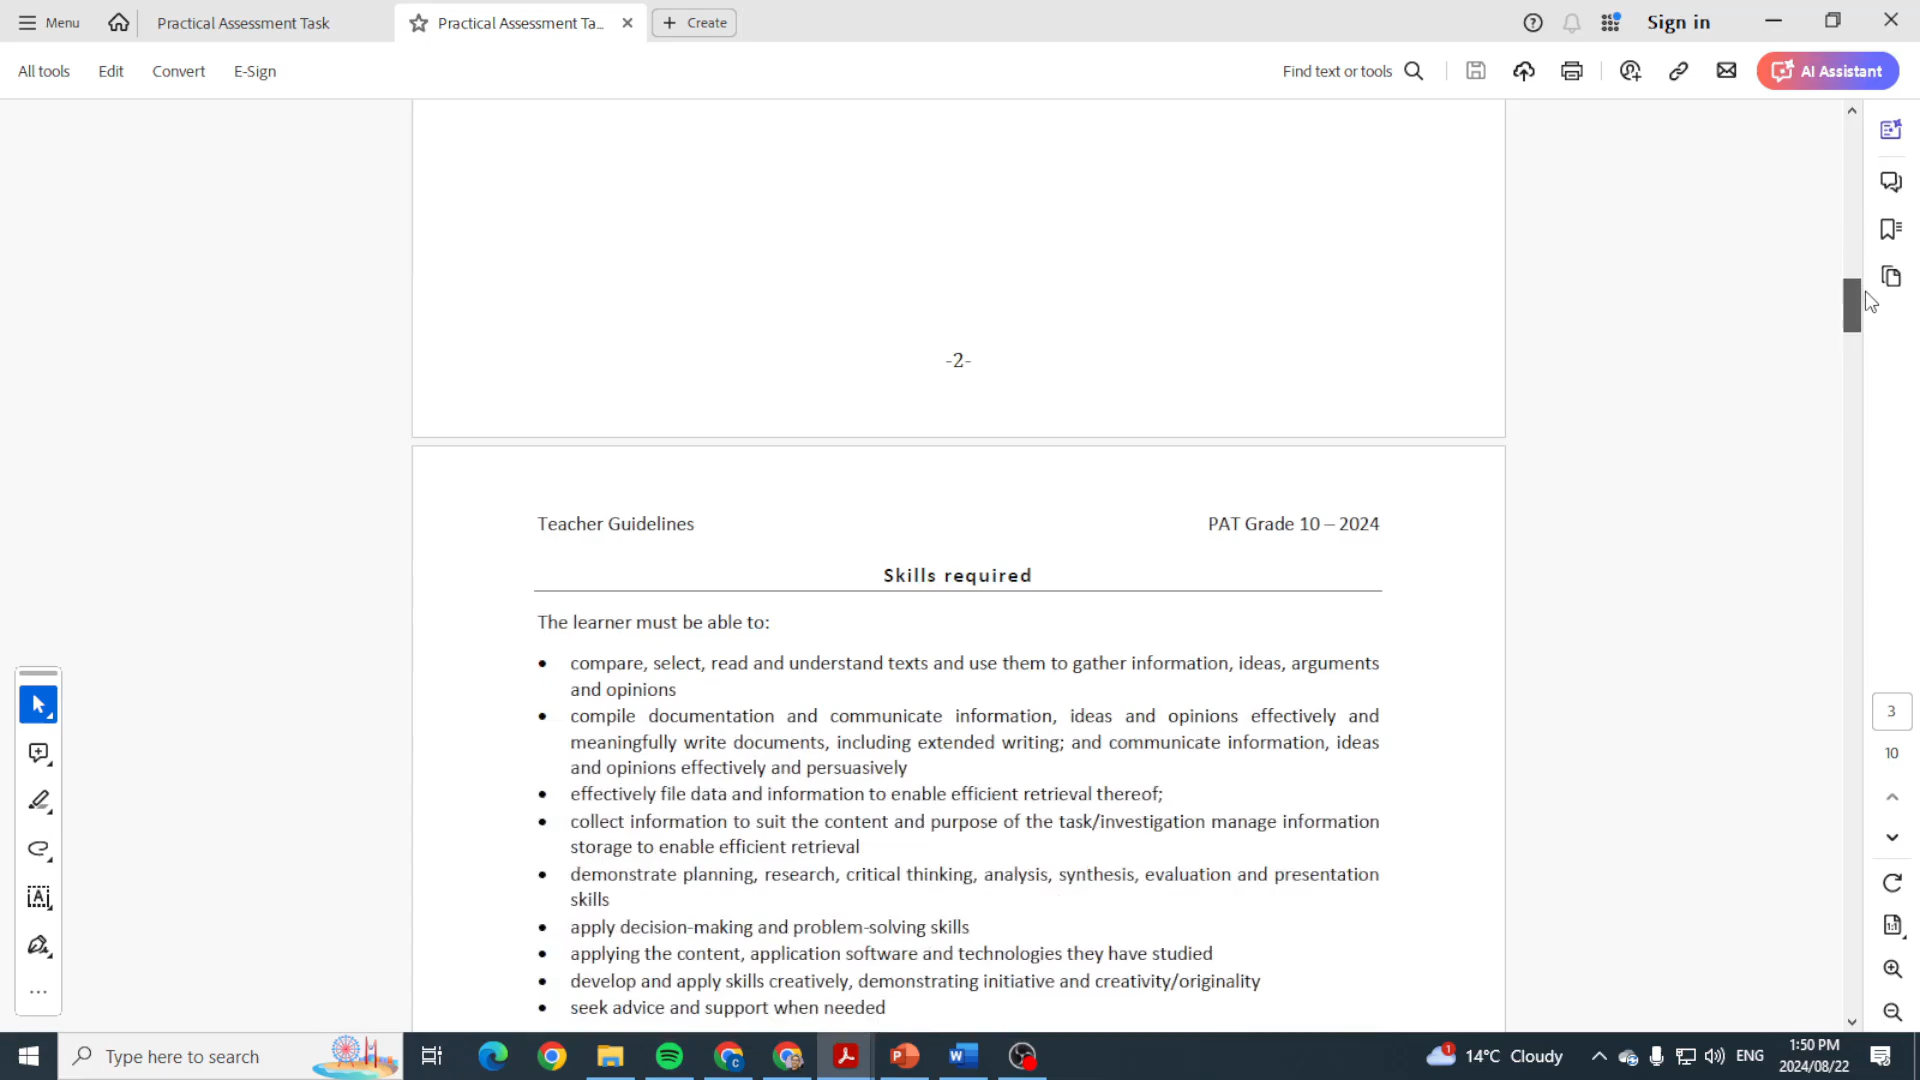 Menu
Practical Assessment Task
Practical Assessment Ta...
Create
Sign in
All tools
Edit
Convert
E-Sign
Find text or tools
AI Assistant
-2-
Teacher Guidelines
PAT Grade 10 – 2024
Skills required
The learner must be able to:
• compare, select, read and understand texts and use them to gather information, ideas, arguments
and opinions
• compile documentation and communicate information, ideas and opinions effectively and
meaningfully write documents, including extended writing; and communicate information, ideas
and opinions effectively and persuasively
• effectively file data and information to enable efficient retrieval thereof;
• collect information to suit the content and purpose of the task/investigation manage information
storage to enable efficient retrieval
• demonstrate planning, research, critical thinking, analysis, synthesis, evaluation and presentation
skills
• apply decision-making and problem-solving skills
• applying the content, application software and technologies they have studied
• develop and apply skills creatively, demonstrating initiative and creativity/originality
• seek advice and support when needed
3
10
Type here to search
1
14°C Cloudy
ENG
1:50 PM
2024/08/22